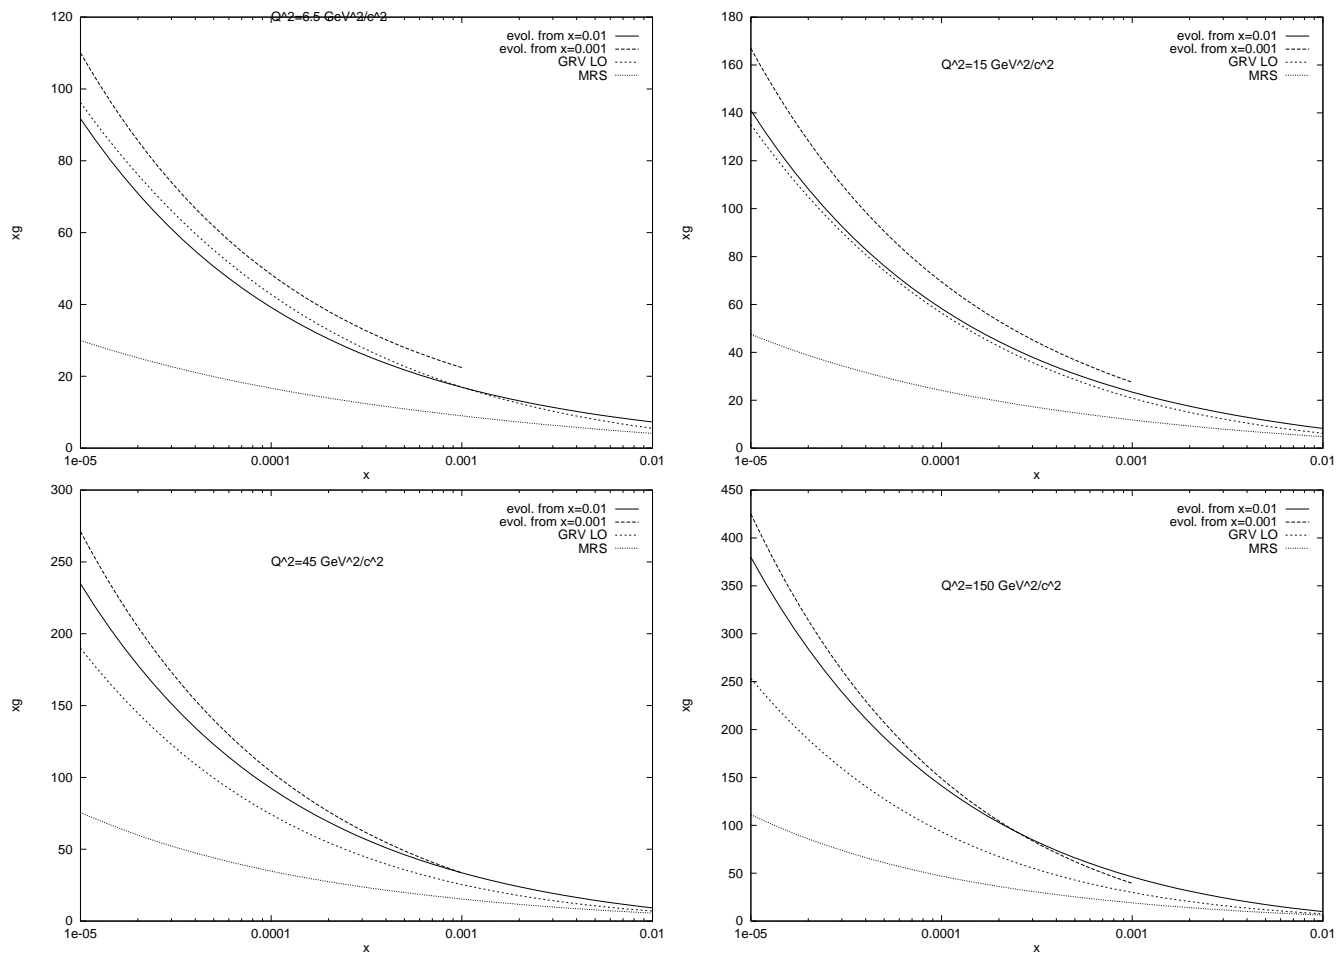 Q^2=6.5 GeV^2/c^2
evol. from x=0.01
evol. from x=0.001
GRV LO
MRS
120
100
80
60
40
20
0
xg
1e-05 0.0001 0.001 0.01
x
Q^2=15 GeV^2/c^2
evol. from x=0.01
evol. from x=0.001
GRV LO
MRS
180
160
140
120
100
80
60
40
20
0
xg
1e-05 0.0001 0.001 0.01
x
Q^2=45 GeV^2/c^2
evol. from x=0.01
evol. from x=0.001
GRV LO
MRS
300
250
200
150
100
50
0
xg
1e-05 0.0001 0.001 0.01
x
Q^2=150 GeV^2/c^2
evol. from x=0.01
evol. from x=0.001
GRV LO
MRS
450
400
350
300
250
200
150
100
50
0
xg
1e-05 0.0001 0.001 0.01
x